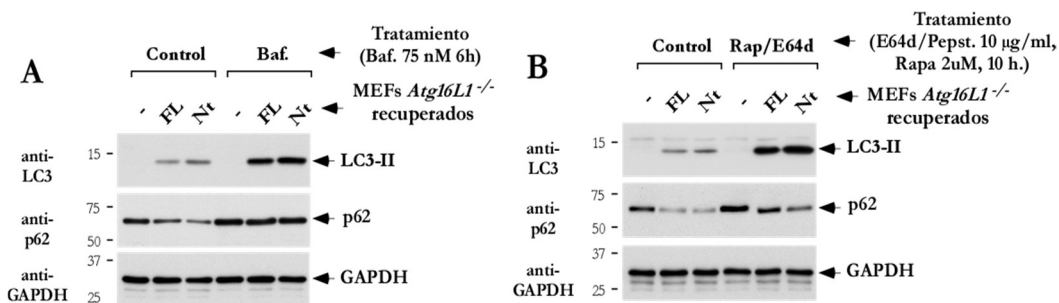 A
Control
Baf.
Tratamiento
(Baf. 75 nM 6h)
-
FL
Nt
-
FL
Nt
MEFs Atg16L1-/-
recuperados
anti-
LC3
15
LC3-II
anti-
p62
75
50
p62
anti-
GAPDH
37
25
GAPDH
B
Control
Rap/E64d
Tratamiento
(E64d/Pepst. 10 µg/ml,
Rapa 2uM, 10 h.)
-
FL
Nt
-
FL
Nt
MEFs Atg16L1-/-
recuperados
anti-
LC3
15
LC3-II
anti-
p62
75
50
p62
anti-
GAPDH
37
25
GAPDH